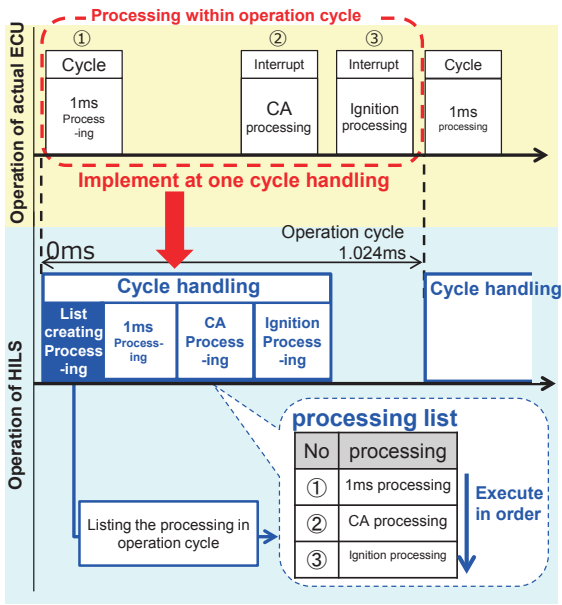 Processing within operation cycle
Operation of actual ECU
① ② ③
Cycle
1ms
Process
-ing
Interrupt
CA
processing
Interrupt
Ignition
processing
Cycle
1ms
processing
Implement at one cycle handling
Operation of HILS
0ms
Operation cycle
1.024ms
Cycle handling
List
creating
Process
-ing
1ms
Process-
ing
CA
Process
-ing
Ignition
Process
-ing
Cycle handling
processing list
No processing
① 1ms processing
② CA processing
③ Ignition processing
Execute
in order
Listing the processing in
operation cycle